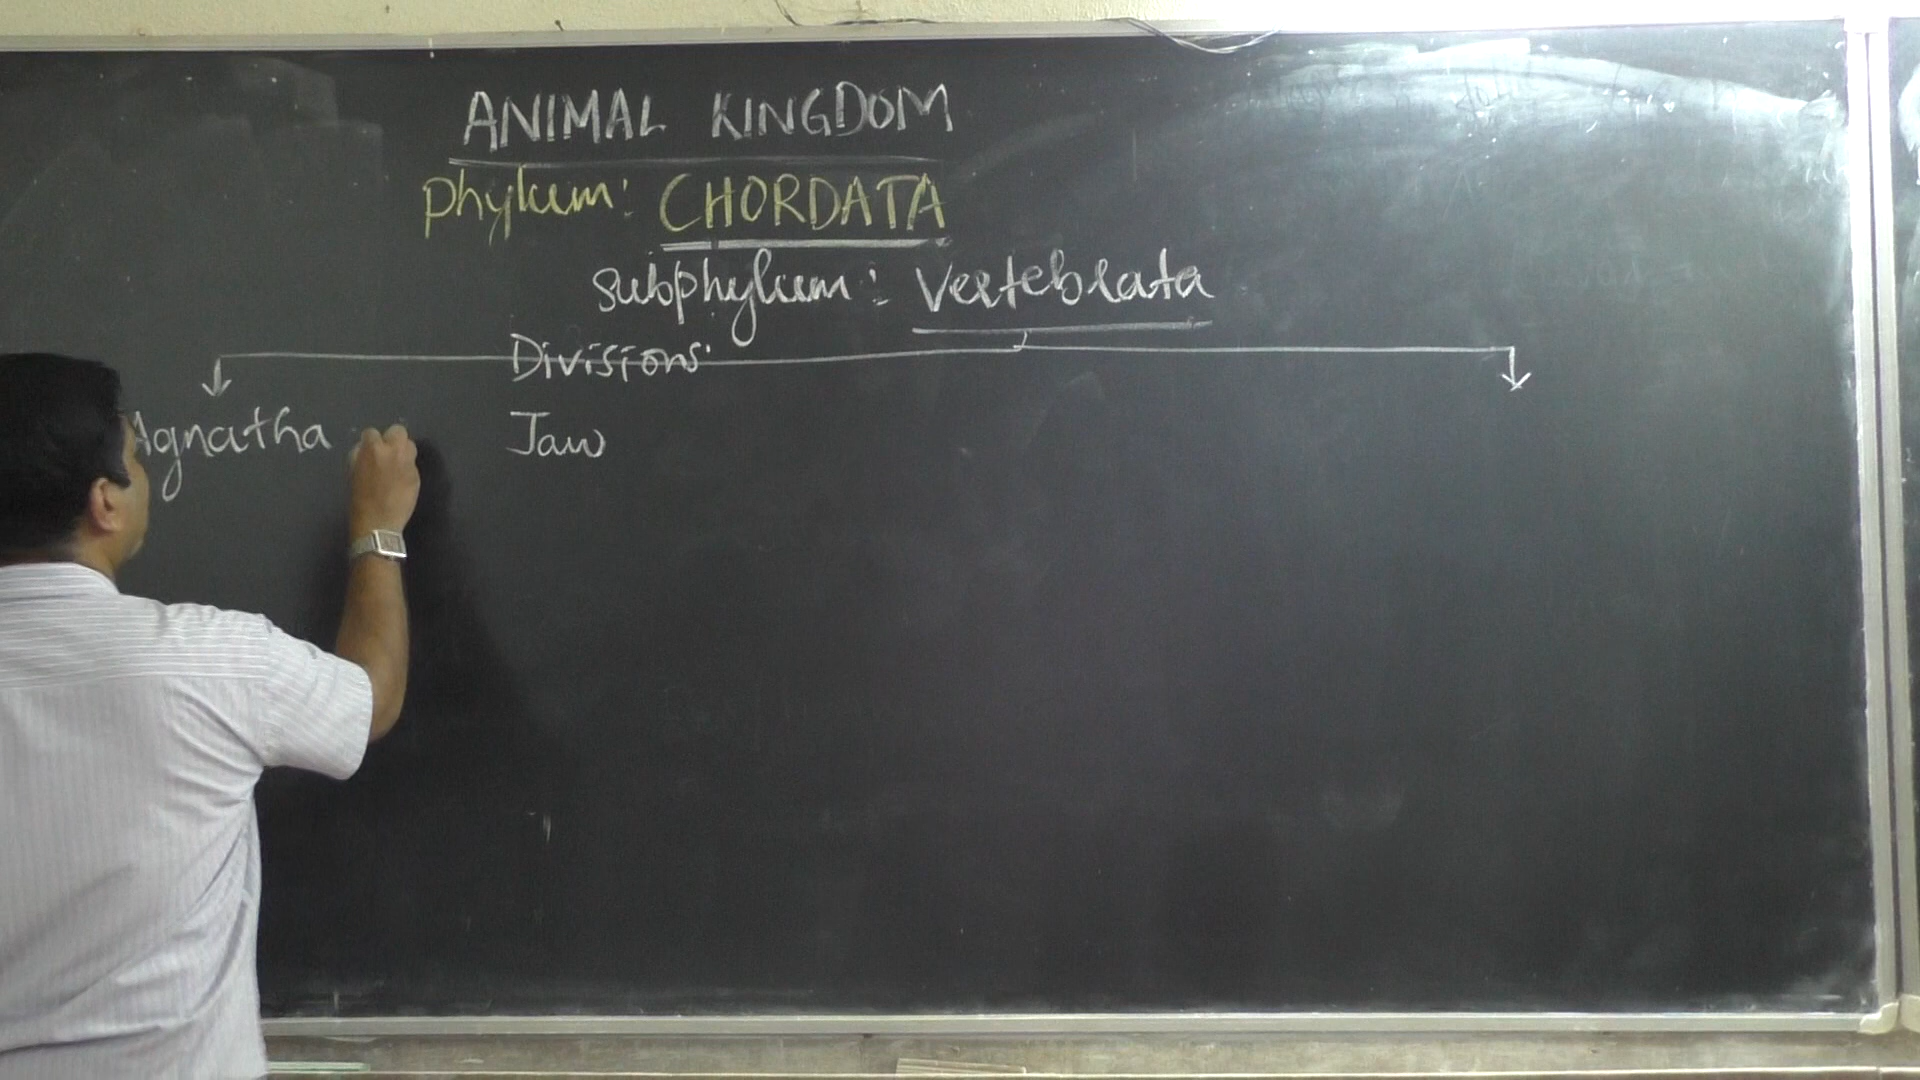 ANIMAL KINGDOM
Phylum: CHORDATA
Subphylum: Vertebrata
Divisions:
Agnatha Jaw